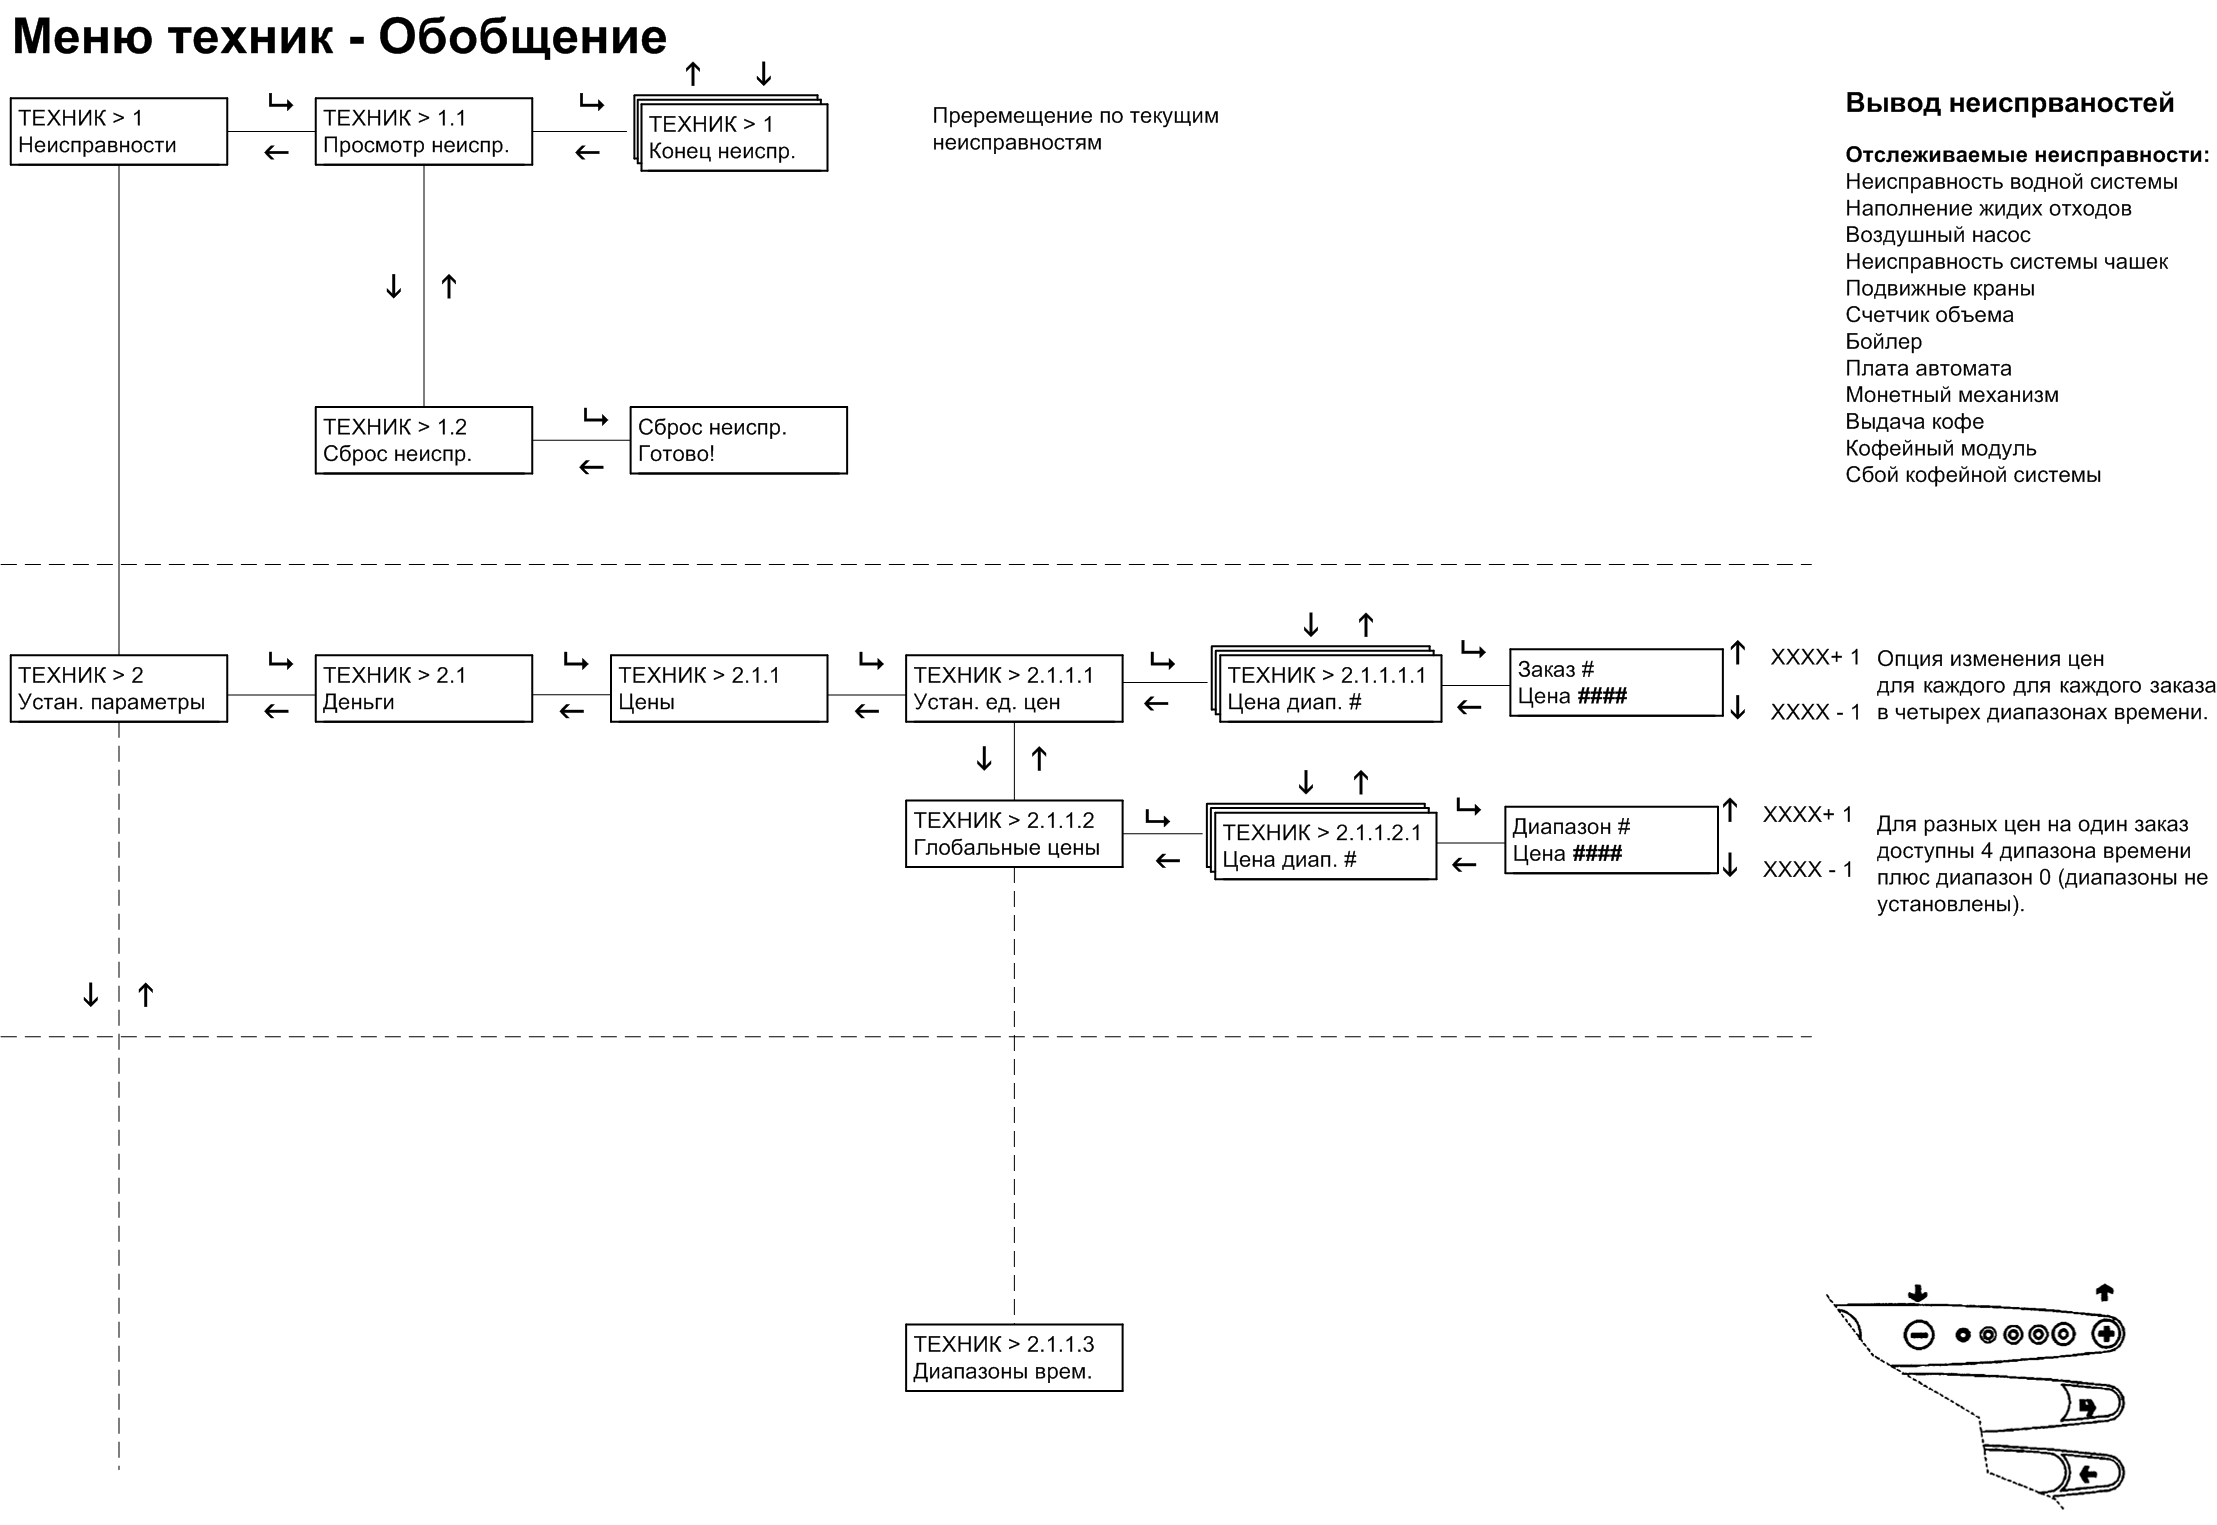 Меню техник - Обобщение
ТЕХНИК > 1
Неисправности
ТЕХНИК > 1.1
Просмотр неиспр.
ТЕХНИК > 1
Конец неиспр.
Преремещение по текущим
неисправностям
Вывод неиспрваностей
Отслеживаемые неисправности:
Неисправность водной системы
Наполнение жидих отходов
Воздушный насос
Неисправность системы чашек
Подвижные краны
Счетчик объема
Бойлер
Плата автомата
Монетный механизм
Выдача кофе
Кофейный модуль
Сбой кофейной системы
ТЕХНИК > 1.2
Сброс неиспр.
Сброс неиспр.
Готово!
ТЕХНИК > 2
Устан. параметры
ТЕХНИК > 2.1
Деньги
ТЕХНИК > 2.1.1
Цены
ТЕХНИК > 2.1.1.1
Устан. ед. цен
ТЕХНИК > 2.1.1.1.1
Цена диап. #
Заказ #
Цена ####
XXXX+ 1
XXXX - 1
Опция изменения цен
для каждого для каждого заказа
в четырех диапазонах времени.
ТЕХНИК > 2.1.1.2
Глобальные цены
ТЕХНИК > 2.1.1.2.1
Цена диап. #
Диапазон #
Цена ####
XXXX+ 1
XXXX - 1
Для разных цен на один заказ
доступны 4 дипазона времени
плюс диапазон 0 (диапазоны не
установлены).
ТЕХНИК > 2.1.1.3
Диапазоны врем.